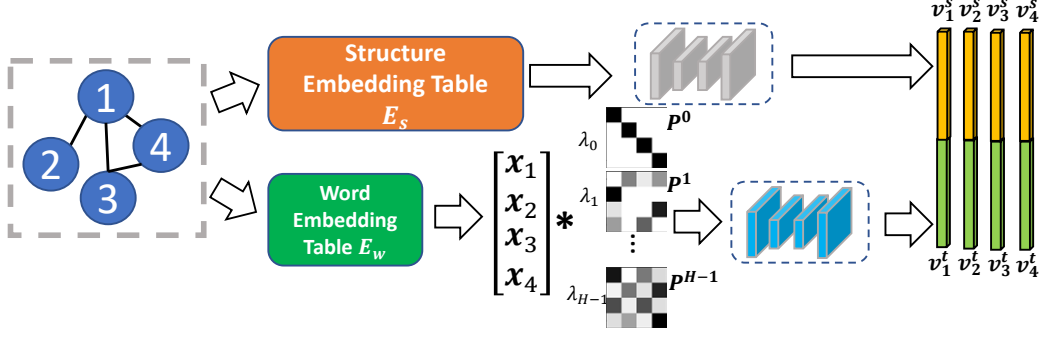 1
2
3
4
Structure
Embedding Table
E_s
Word
Embedding
Table E_w
x_1
x_2
x_3
x_4
*
λ_0
P^0
λ_1
P^1
⋮
λ_{H-1}
P^{H-1}
v_1^s v_2^s v_3^s v_4^s
v_1^t v_2^t v_3^t v_4^t